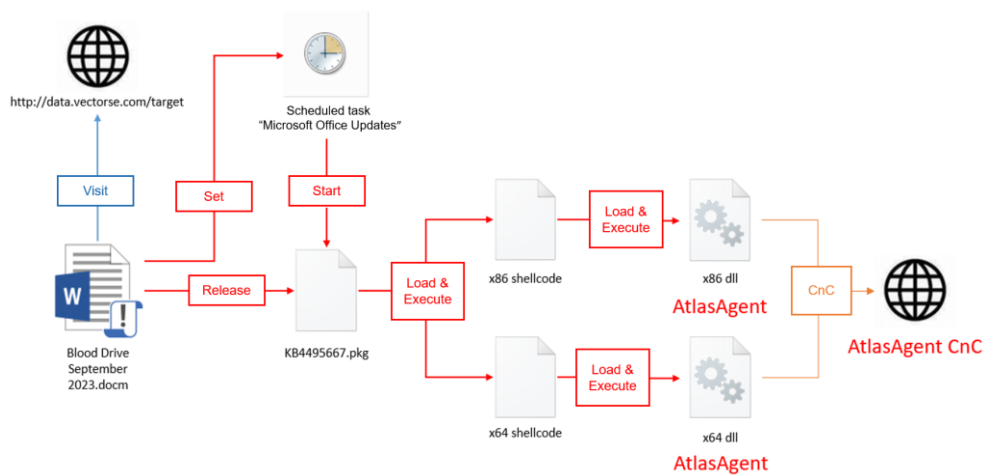 http://data.vectorse.com/target
Scheduled task
“Microsoft Office Updates”
Visit
Set
Start
W
!
Release
Blood Drive
September
2023.docm
KB4495667.pkg
Load &
Execute
x86 shellcode
Load &
Execute
x86 dll
AtlasAgent
x64 shellcode
Load &
Execute
x64 dll
AtlasAgent
CnC
AtlasAgent CnC